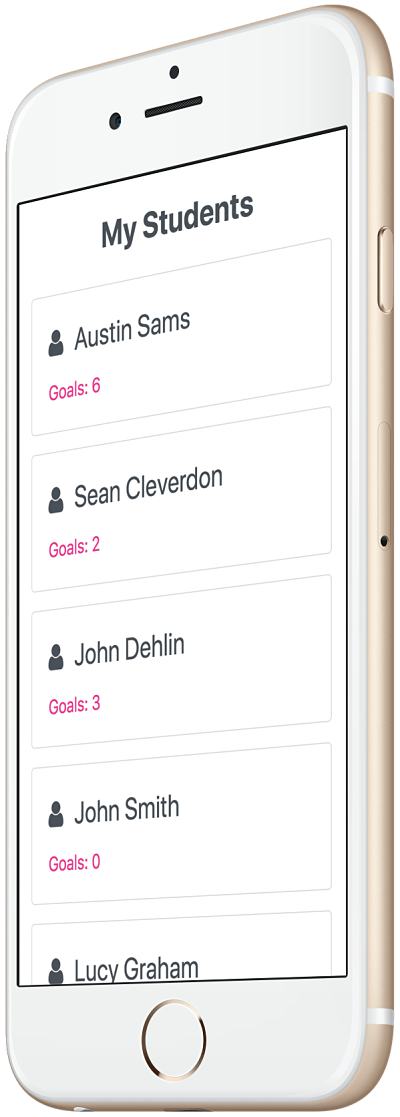 My Students
Austin Sams
Goals: 6
Sean Cleverdon
Goals: 2
John Dehlin
Goals: 3
John Smith
Goals: 0
Lucy Graham